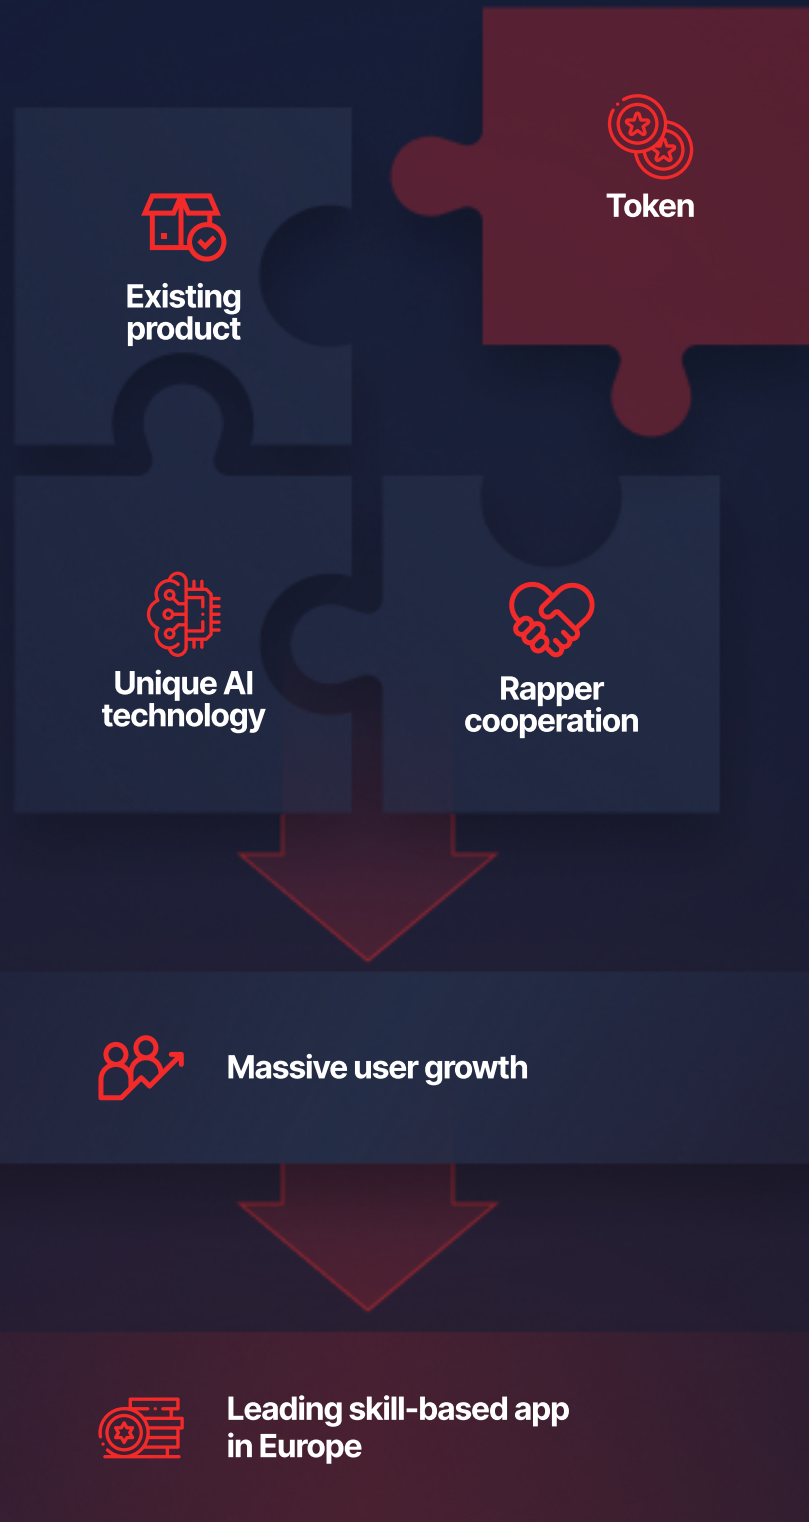 Token
Existing
product
Unique AI
technology
Rapper
cooperation
Massive user growth
Leading skill-based app
in Europe